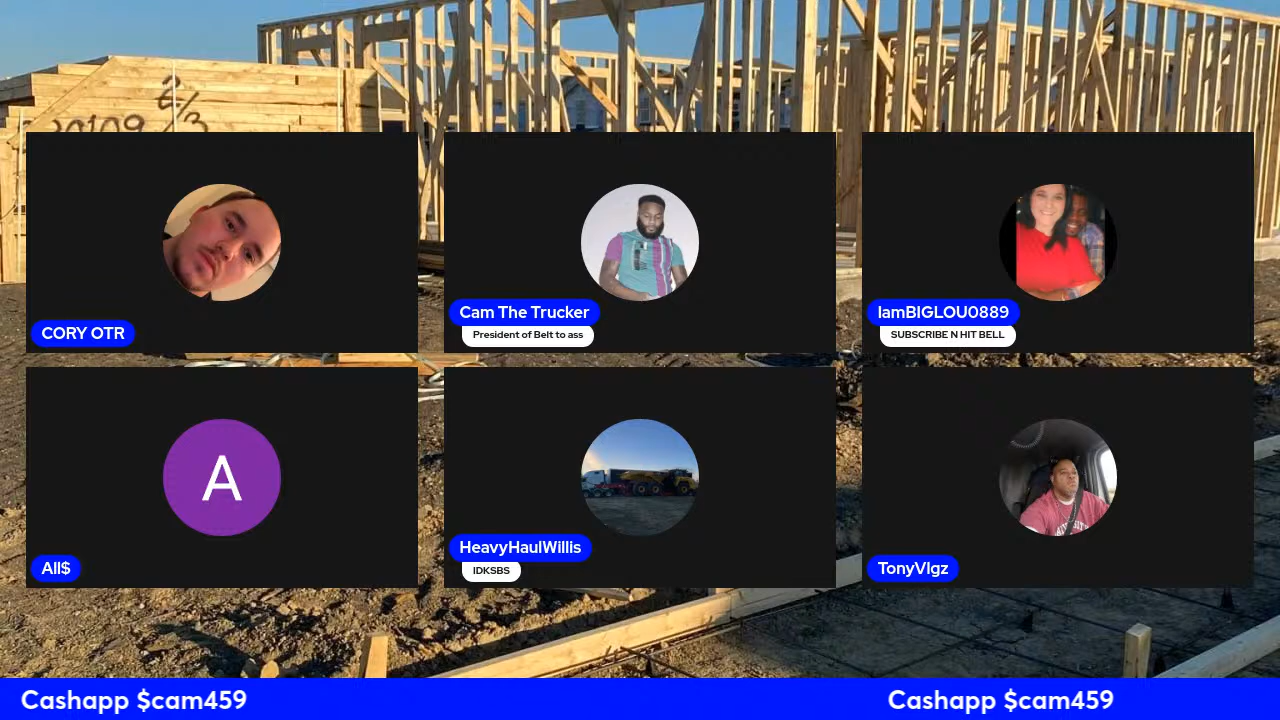 CORY OTR
Cam The Trucker
President of Belt to ass
IamBIGLOU0889
SUBSCRIBE N HIT BELL
A
All$
HeavyHaulWillis
IDKSBS
TonyVlgz
Cashapp $cam459
Cashapp $cam459